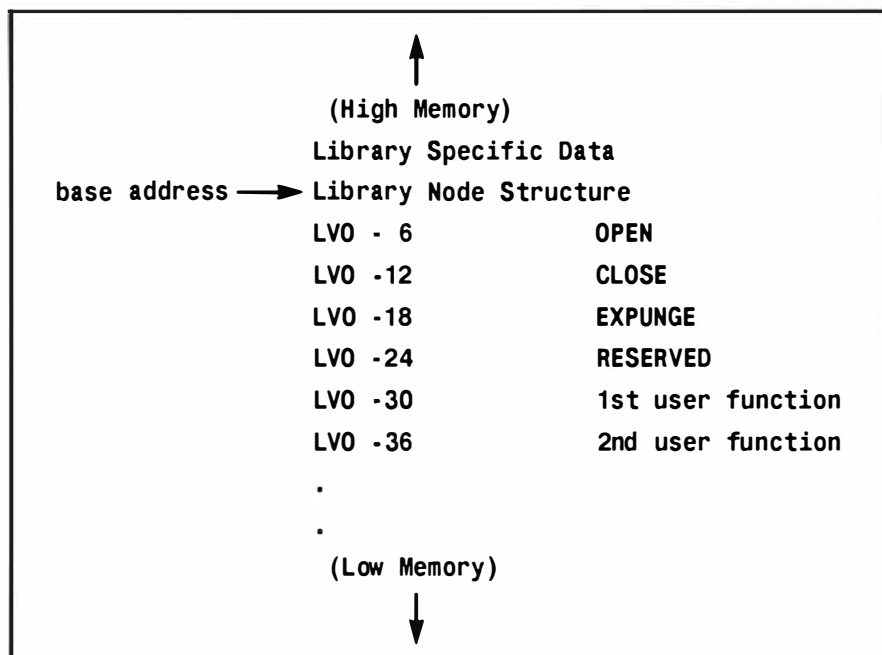 (High Memory)
Library Specific Data
base address Library Node Structure
LVO - 6 OPEN
LVO -12 CLOSE
LVO -18 EXPUNGE
LVO -24 RESERVED
LVO -30 1st user function
LVO -36 2nd user function
.
.
(Low Memory)